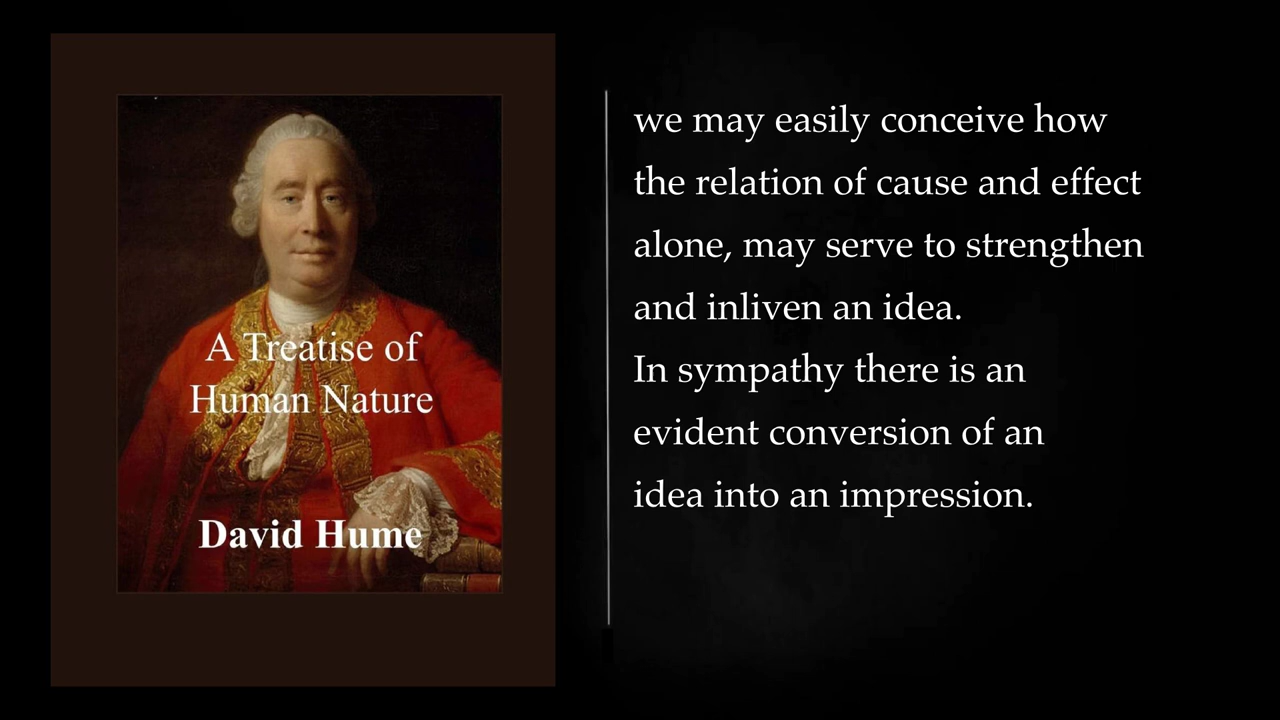 A Treatise of
Human Nature
David Hume
we may easily conceive how
the relation of cause and effect
alone, may serve to strengthen
and inliven an idea.
In sympathy there is an
evident conversion of an
idea into an impression.